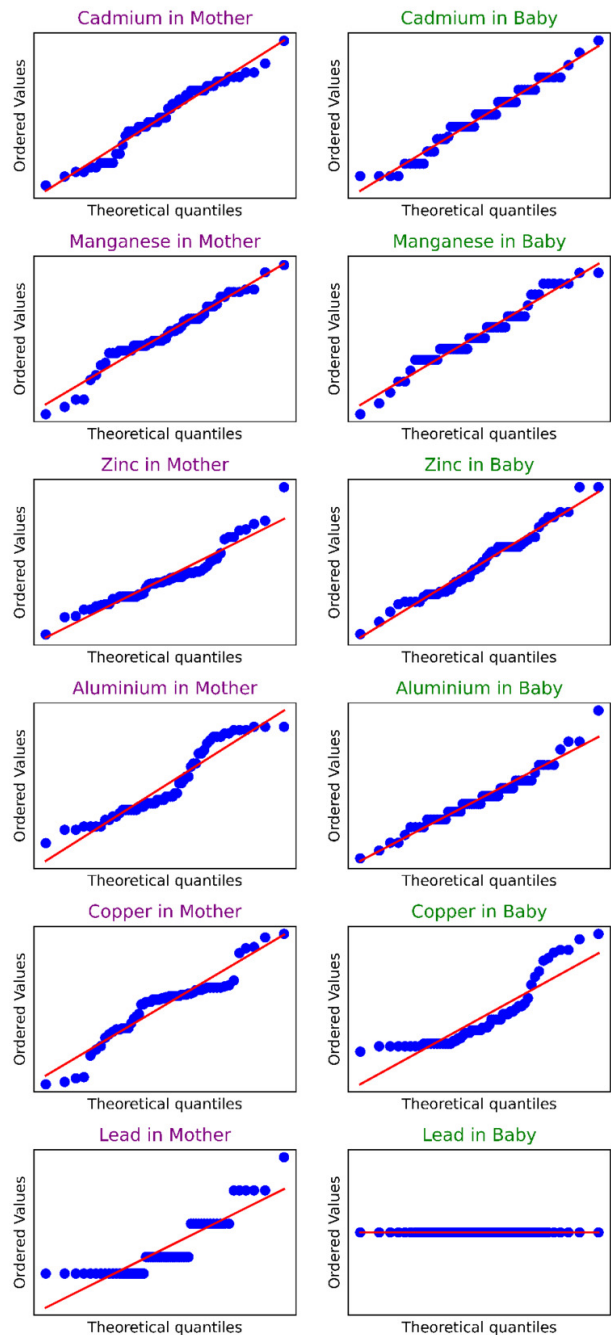 Cadmium in Mother
Cadmium in Baby
Ordered Values
Ordered Values
Theoretical quantiles
Theoretical quantiles
Manganese in Mother
Manganese in Baby
Ordered Values
Ordered Values
Theoretical quantiles
Theoretical quantiles
Zinc in Mother
Zinc in Baby
Ordered Values
Ordered Values
Theoretical quantiles
Theoretical quantiles
Aluminium in Mother
Aluminium in Baby
Ordered Values
Ordered Values
Theoretical quantiles
Theoretical quantiles
Copper in Mother
Copper in Baby
Ordered Values
Ordered Values
Theoretical quantiles
Theoretical quantiles
Lead in Mother
Lead in Baby
Ordered Values
Ordered Values
Theoretical quantiles
Theoretical quantiles